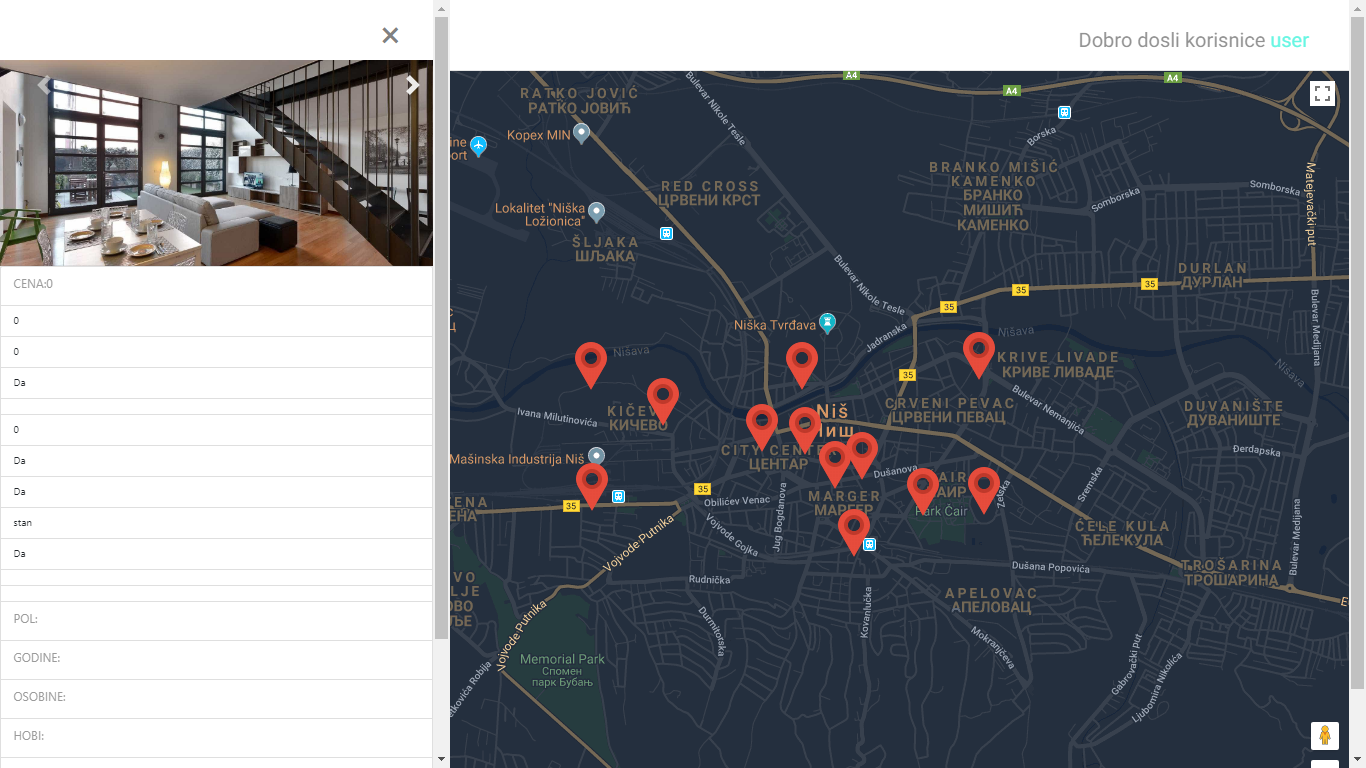 ×
CENA:0
0
0
Da
0
Da
Da
stan
Da
POL:
GODINE:
OSOBINE:
HOBI:
Dobro dosli korisnice user
A4
A4
A4
RATKO JOVIĆ
РАТКО ЈОВИЋ
Bulevar Nikole Tesle
Kopex MIN
Borska
BRANKO MIŠIĆ
KAMENKO
БРАНКО
МИШИЋ
КАМЕНКО
Matejevački put
RED CROSS
ЦРВЕНИ КРСТ
Somborska
Somborska
Lokalitet "Niška
Ložionica"
ŠLJAKA
ШЉАКА
Bulevar Nikole Tesle
DURLAN
ДУРЛАН
35
35
35
Bulevar Medijana
Niška Tvrđava
Jadranska
Nišava
Nišava
KRIVE LIVADE
КРИВЕ ЛИВАДЕ
Nišava
35
Bulevar Nemanjića
CRVENI PEVAC
ЦРВЕНИ ПЕВАЦ
DUVANIŠTE
ДУВАНИШТЕ
Ivana Milutinovića
KIČEVO
КИЧЕВО
Niš
Ниш
CITY CENTER
ЦЕНТАР
Đerdapska
Mašinska Industrija Niš
Dušanova
Sremska
35
35
Obilićev Venac
MARGER
МАРГЕР
Park Čair
Jug Bogdanova
Vojvode Gojka
Vojvode Putnika
ĆELE KULA
ЋЕЛЕ КУЛА
Bulevar Medijana
Dušana Popovića
TROŠARINA
ТРОШАРИНА
Rudnička
APELOVAC
АПЕЛОВАЦ
Kovanlučka
Durmitorska
Vojvode Putnika
Mokranjčeva
Gabrovački put
Ljubomira Nikolića
Memorial Park
Спомен
парк Бубањ